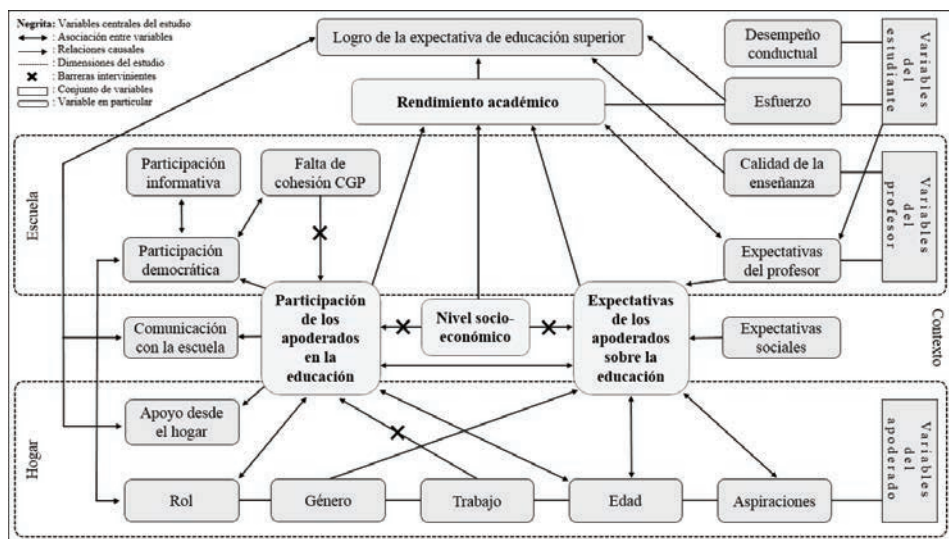 Negrita: Variables centrales del estudio
: Asociación entre variables
: Relaciones causales
: Dimensiones del estudio
: Barreras intervinientes
: Conjunto de variables
: Variable en particular
Logro de la expectativa de educación superior
Desempeño
conductual
Variables
del
estudiante
Rendimiento académico
Esfuerzo
Escuela
Participación
informativa
Falta de
cohesión CGP
Calidad de la
enseñanza
Variables
del
profesor
Participación
democrática
Expectativas
del profesor
Participación
de los
apoderados
en la
educación
Nivel socio-
económico
Expectativas
de los
apoderados
sobre la
educación
Comunicación
con la escuela
Expectativas
sociales
Contexto
Hogar
Apoyo desde
el hogar
Variables
del
apoderado
Rol
Género
Trabajo
Edad
Aspiraciones